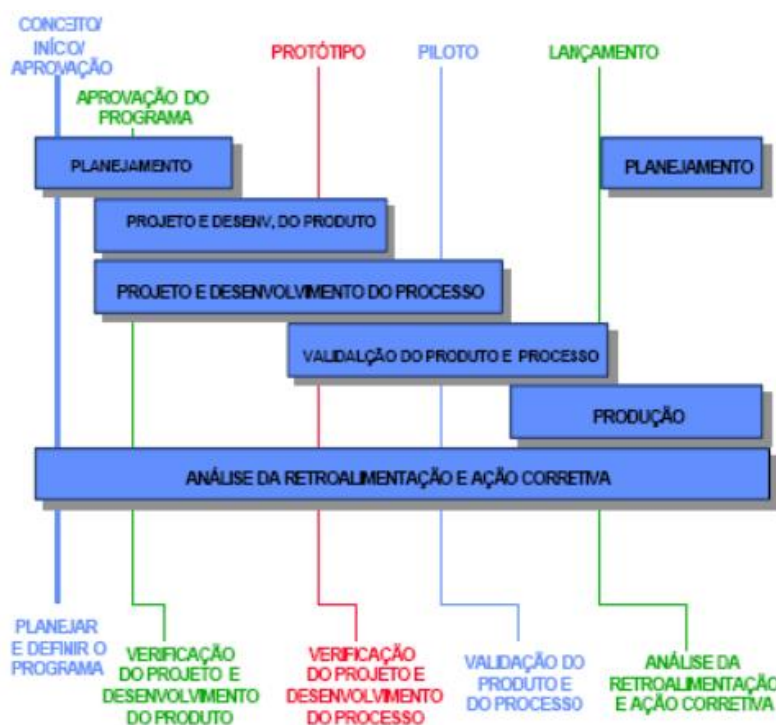 CONCEITO/
INÍCO/
APROVAÇÃO
PROTÓTIPO
PILOTO
LANÇAMENTO
APROVAÇÃO DO
PROGRAMA
PLANEJAMENTO
PLANEJAMENTO
PROJETO E DESENV, DO PRODUTO
PROJETO E DESENVOLVIMENTO DO PROCESSO
VALIDALÇÃO DO PRODUTO E PROCESSO
PRODUÇÃO
ANÁLISE DA RETROALIMENTAÇÃO E AÇÃO CORRETIVA
PLANEJAR
E DEFINIR O
PROGRAMA
VERIFICAÇÃO
DO PROJETO E
DESENVOLVIMENTO
DO PRODUTO
VERIFICAÇÃO
DO PROJETO E
DESENVOLVIMENTO
DO PROCESSO
VALIDAÇÃO DO
PRODUTO E
DO PROCESSO
ANÁLISE DA
RETROALIMENTAÇÃO
E AÇÃO CORRETIVA